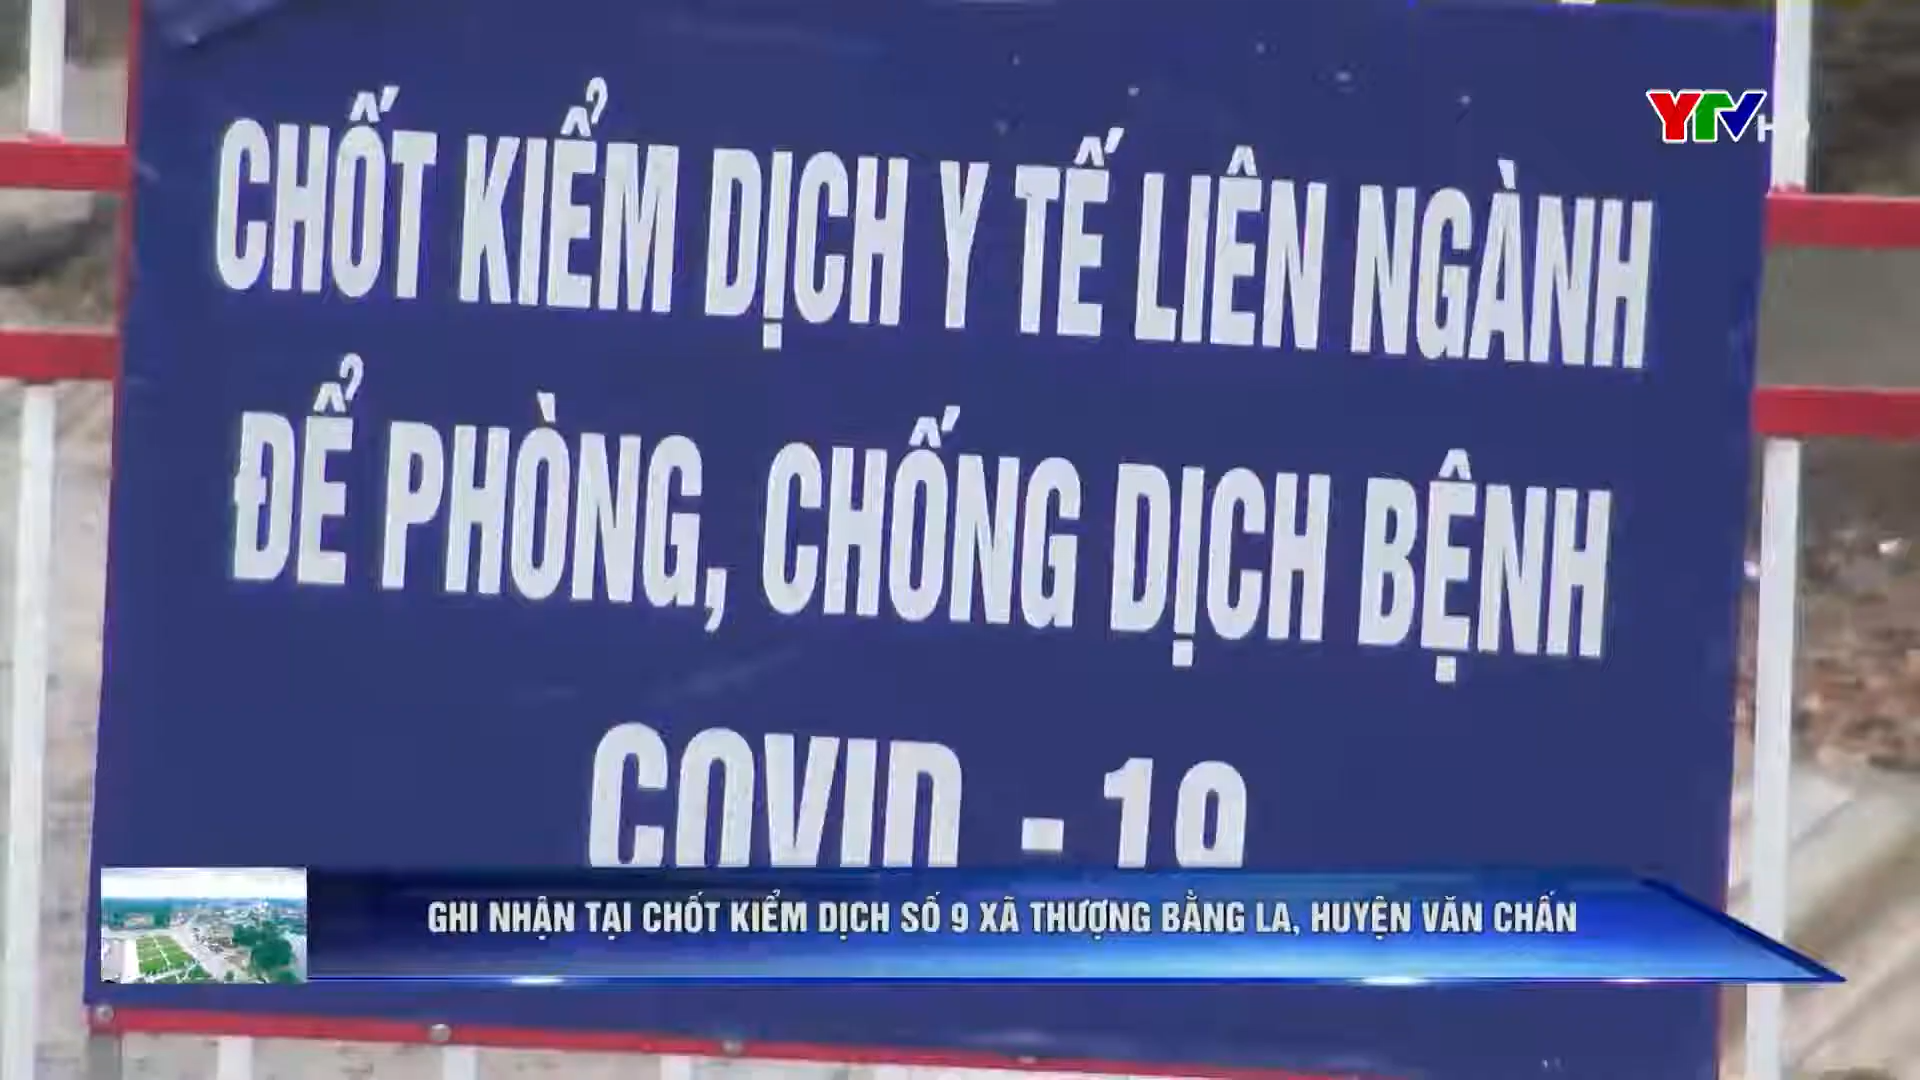 YTV
CHỐT KIỂM DỊCH Y TẾ LIÊN NGÀNH
ĐỂ PHÒNG, CHỐNG DỊCH BỆNH
COVID - 19
GHI NHẬN TẠI CHỐT KIỂM DỊCH SỐ 9 XÃ THƯỢNG BẰNG LA, HUYỆN VĂN CHẤN